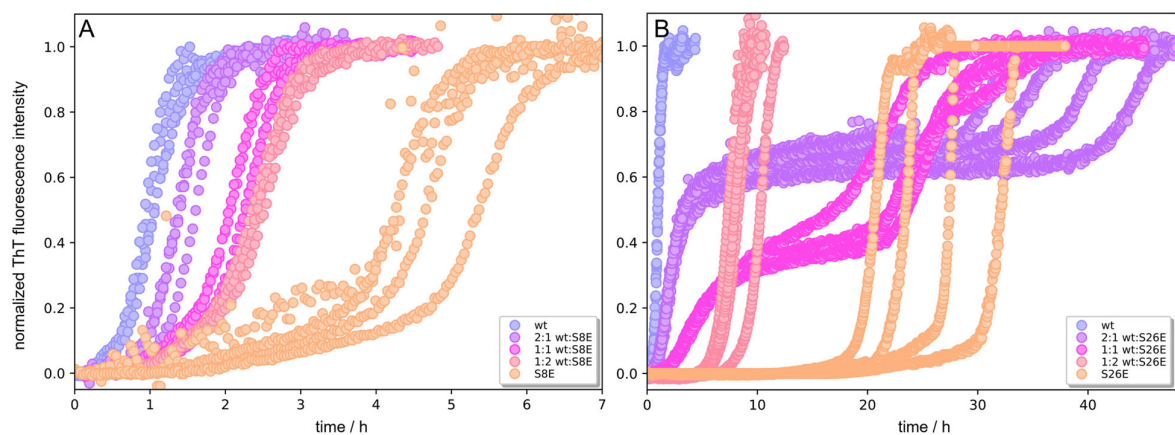 A
normalized ThT fluorescence intensity
1.0
0.8
0.6
0.4
0.2
0.0
0
1
2
3
4
5
6
7
time / h
wt
2:1 wt:S8E
1:1 wt:S8E
1:2 wt:S8E
S8E
B
1.0
0.8
0.6
0.4
0.2
0.0
0
10
20
30
40
time / h
wt
2:1 wt:S26E
1:1 wt:S26E
1:2 wt:S26E
S26E